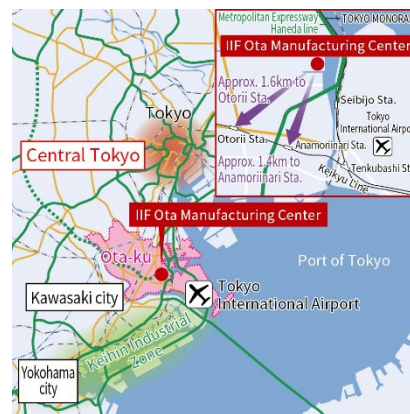 Metropolitan Expressway
Haneda line
TOKYO MONORAIL
IIF Ota Manufacturing Center
Approx. 1.6km to
Otorii Sta.
Seibijo Sta.
Tokyo
International Airport
Otorii Sta.
Anamoriinari Sta.
Approx. 1.4km to
Anamoriinari Sta.
Tenkubashi St
Keikyu Line
Tokyo
Central Tokyo
IIF Ota Manufacturing Center
Ota-ku
Port of Tokyo
Kawasaki city
Tokyo
International Airport
Keihin Industrial
Zone
Yokohama
city